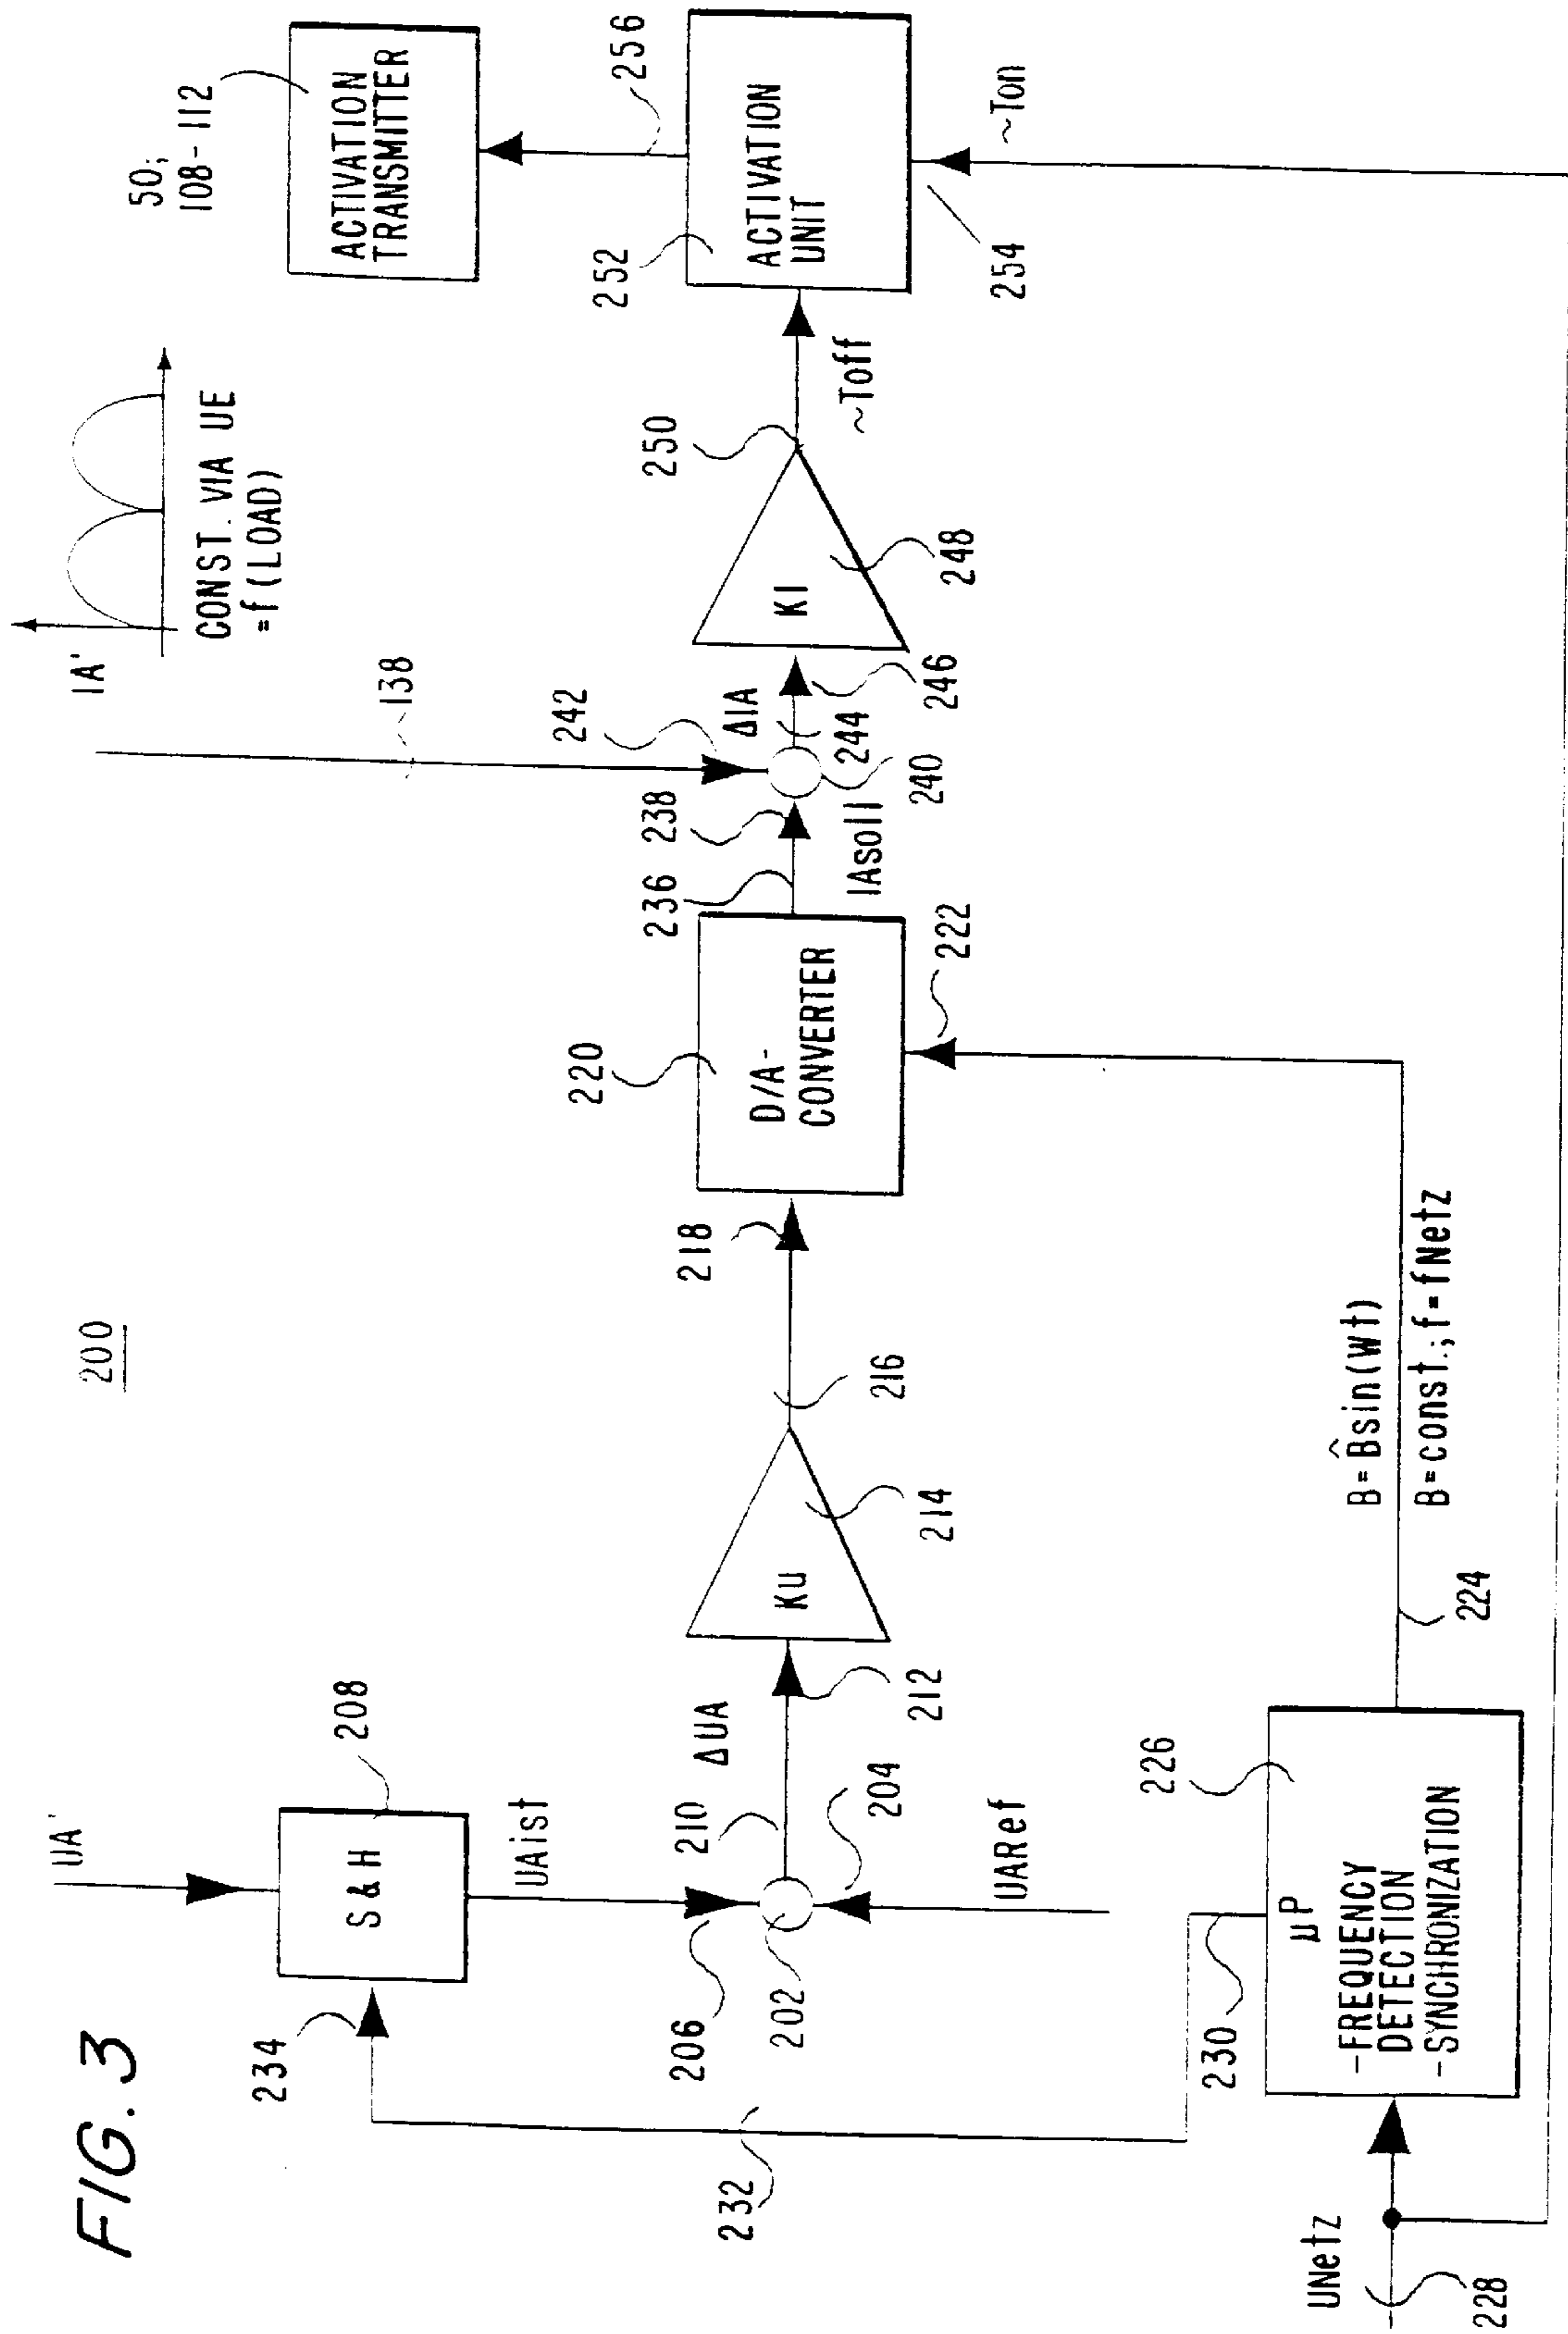 FIG. 3
200
UA'
S & H
208
234
UAist
206
202
210
ΔUA
204
UARef
212
Ku
214
216
218
220
D/A-
CONVERTER
222
236
238
IAsoll
240
242
138
IA'
CONST. VIA UE
=f(LOAD)
ΔIA
244
246
KI
248
250
~Toff
252
ACTIVATION
UNIT
254
~Ton
256
50;
108-112
ACTIVATION
TRANSMITTER
232
230
226
µP
-FREQUENCY
DETECTION
-SYNCHRONIZATION
UNetz
228
224
B=B̂sin(wt)
B=const.;f=fNetz